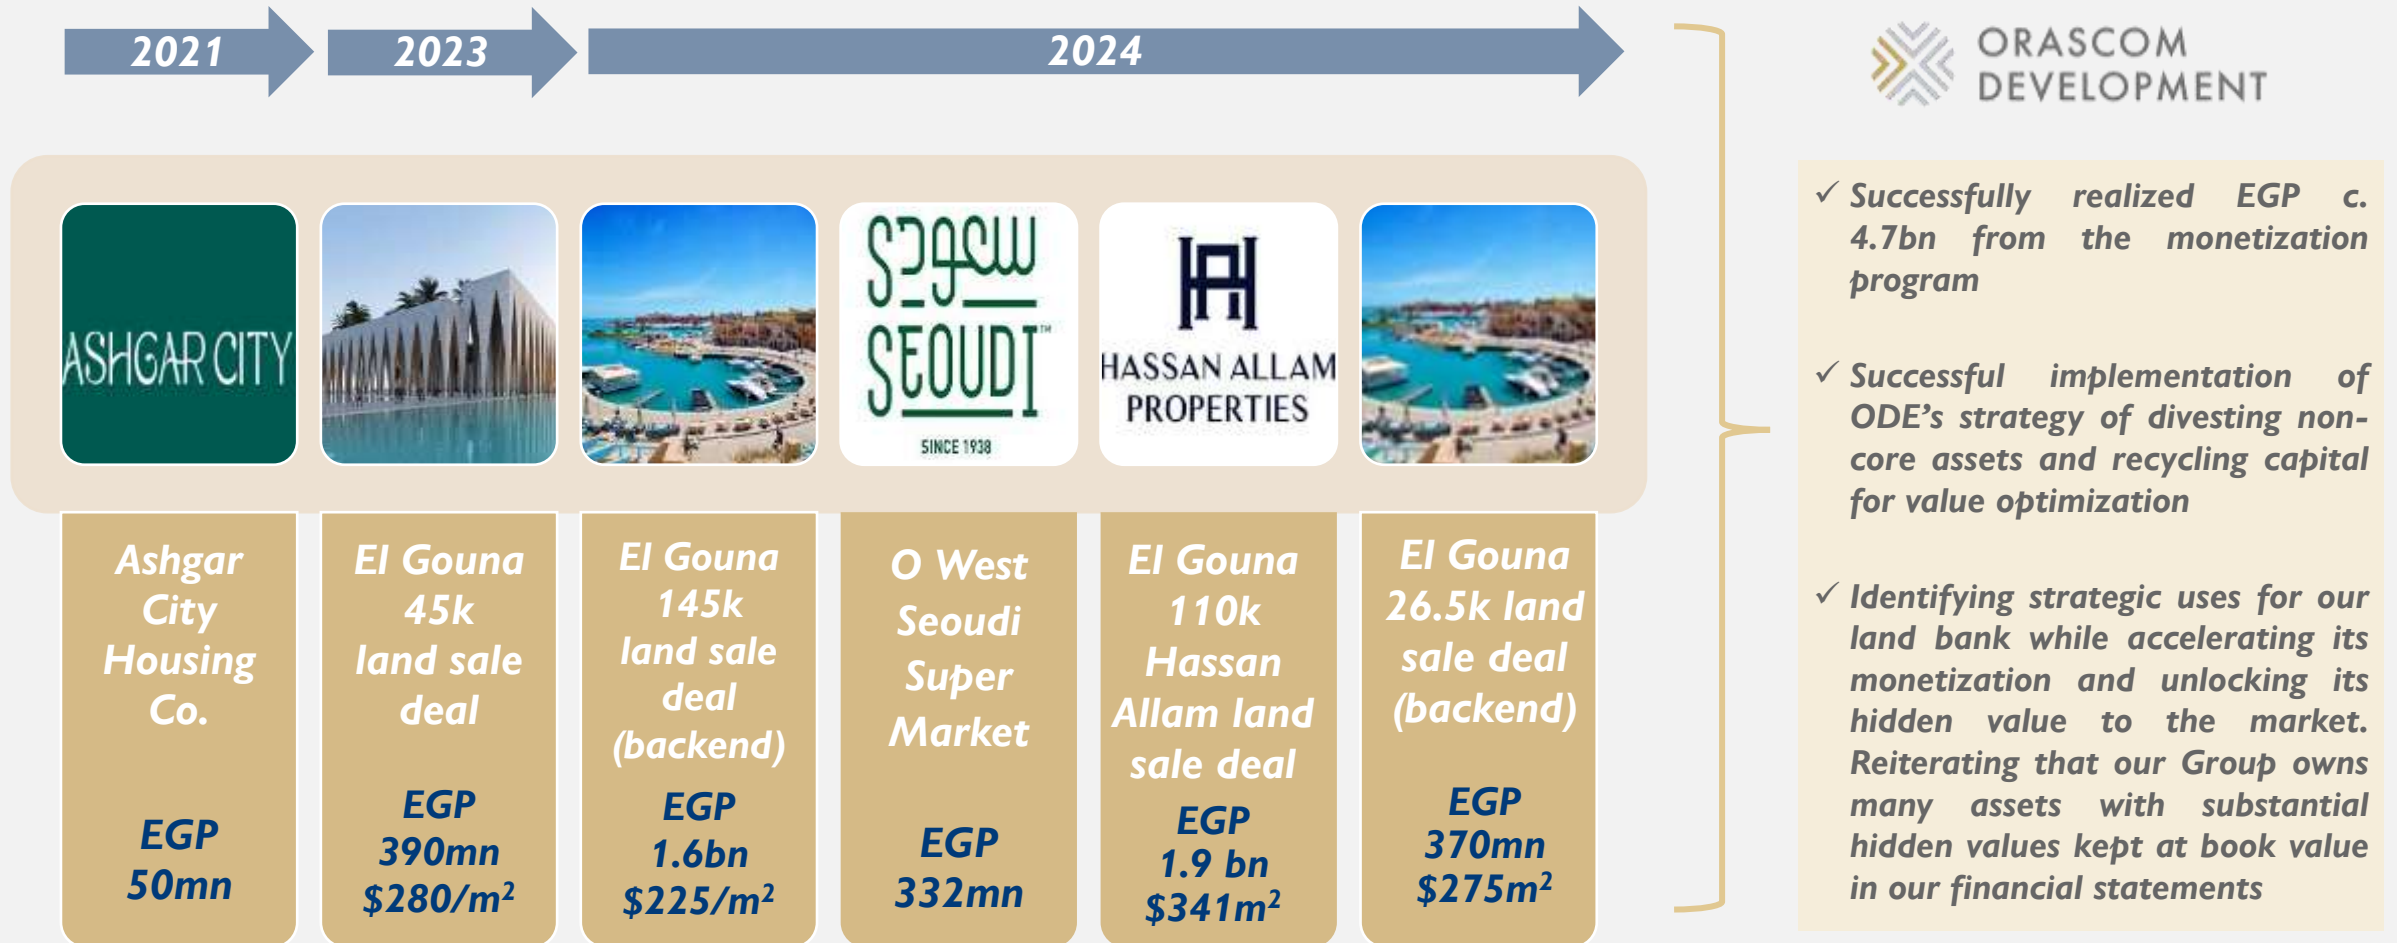 2021
2023
2024
ORASCOM
DEVELOPMENT
ASHGAR CITY
سعودي
SEOUDI™
SINCE 1938
HASSAN ALLAM
PROPERTIES
Ashgar
City
Housing
Co.
EGP
50mn
El Gouna
45k
land sale
deal
EGP
390mn
$280/m²
El Gouna
145k
land sale
deal
(backend)
EGP
1.6bn
$225/m²
O West
Seoudi
Super
Market
EGP
332mn
El Gouna
110k
Hassan
Allam land
sale deal
EGP
1.9 bn
$341m²
El Gouna
26.5k land
sale deal
(backend)
EGP
370mn
$275m²
✓ Successfully realized EGP c.
4.7bn from the monetization
program
✓ Successful implementation of
ODE’s strategy of divesting non-
core assets and recycling capital
for value optimization
✓ Identifying strategic uses for our
land bank while accelerating its
monetization and unlocking its
hidden value to the market.
Reiterating that our Group owns
many assets with substantial
hidden values kept at book value
in our financial statements